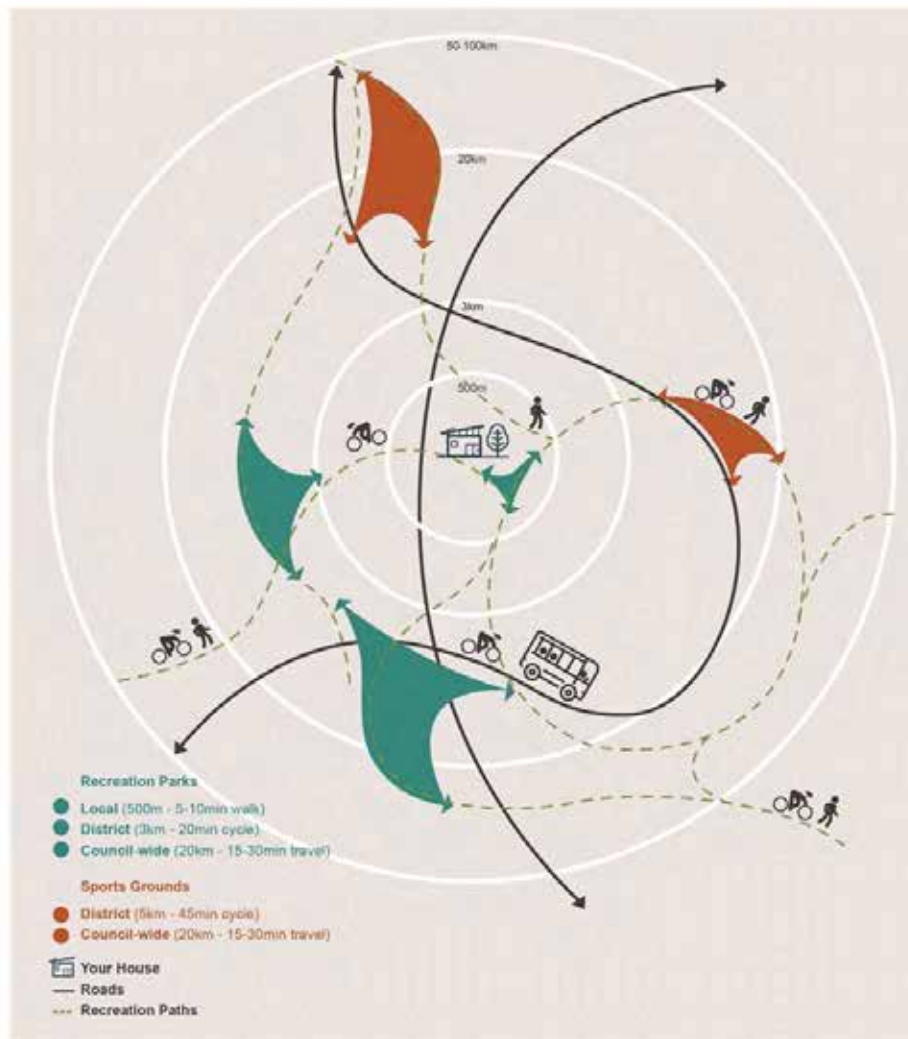 50-100km
20km
3km
500m
Recreation Parks
Local (500m - 5-10min walk)
District (3km - 20min cycle)
Council-wide (20km - 15-30min travel)
Sports Grounds
District (5km - 45min cycle)
Council-wide (20km - 15-30min travel)
Your House
Roads
Recreation Paths